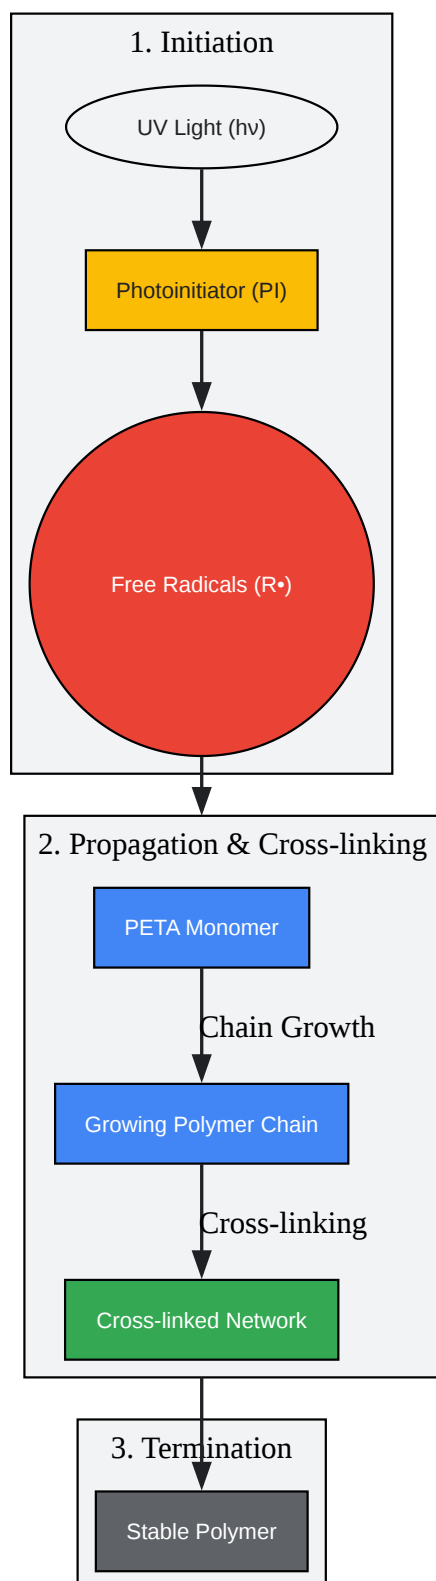 1. Initiation
UV Light (hν)
Photoinitiator (PI)
Free Radicals (R•)
2. Propagation & Cross-linking
PETA Monomer
Chain Growth
Growing Polymer Chain
Cross-linking
Cross-linked Network
3. Termination
Stable Polymer